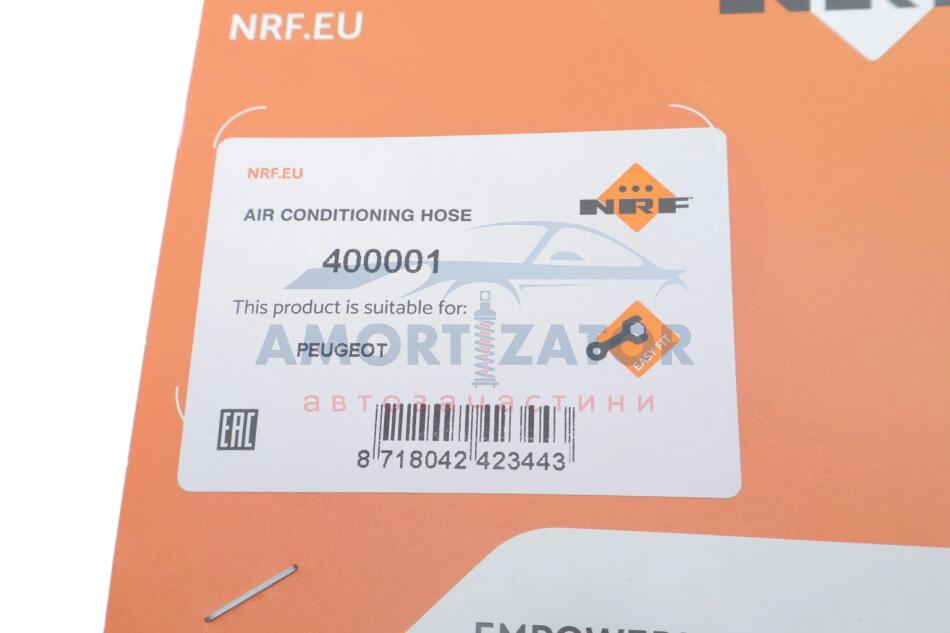 NRF.EU
NRF
NRF.EU
NRF
AIR CONDITIONING HOSE
400001
This product is suitable for:
PEUGEOT
EASY FIT
AMORTIZATOR
автозапчастини
EAC
8 718042 423443